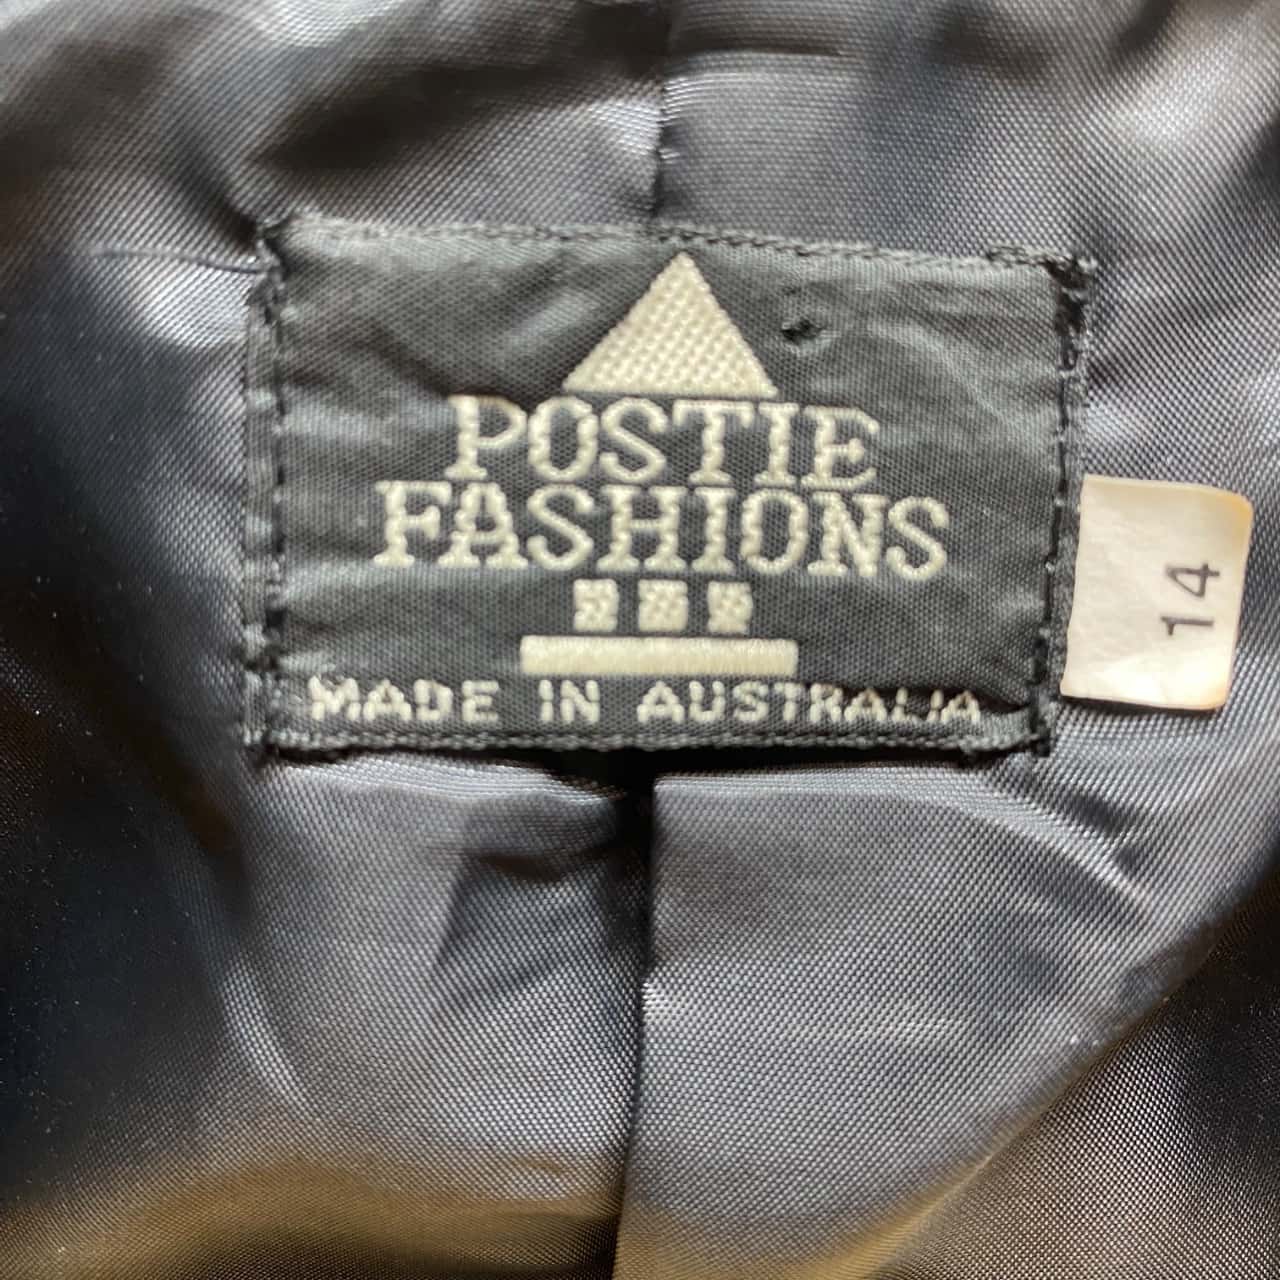 POSTIE
FASHIONS
MADE IN AUSTRALIA
14